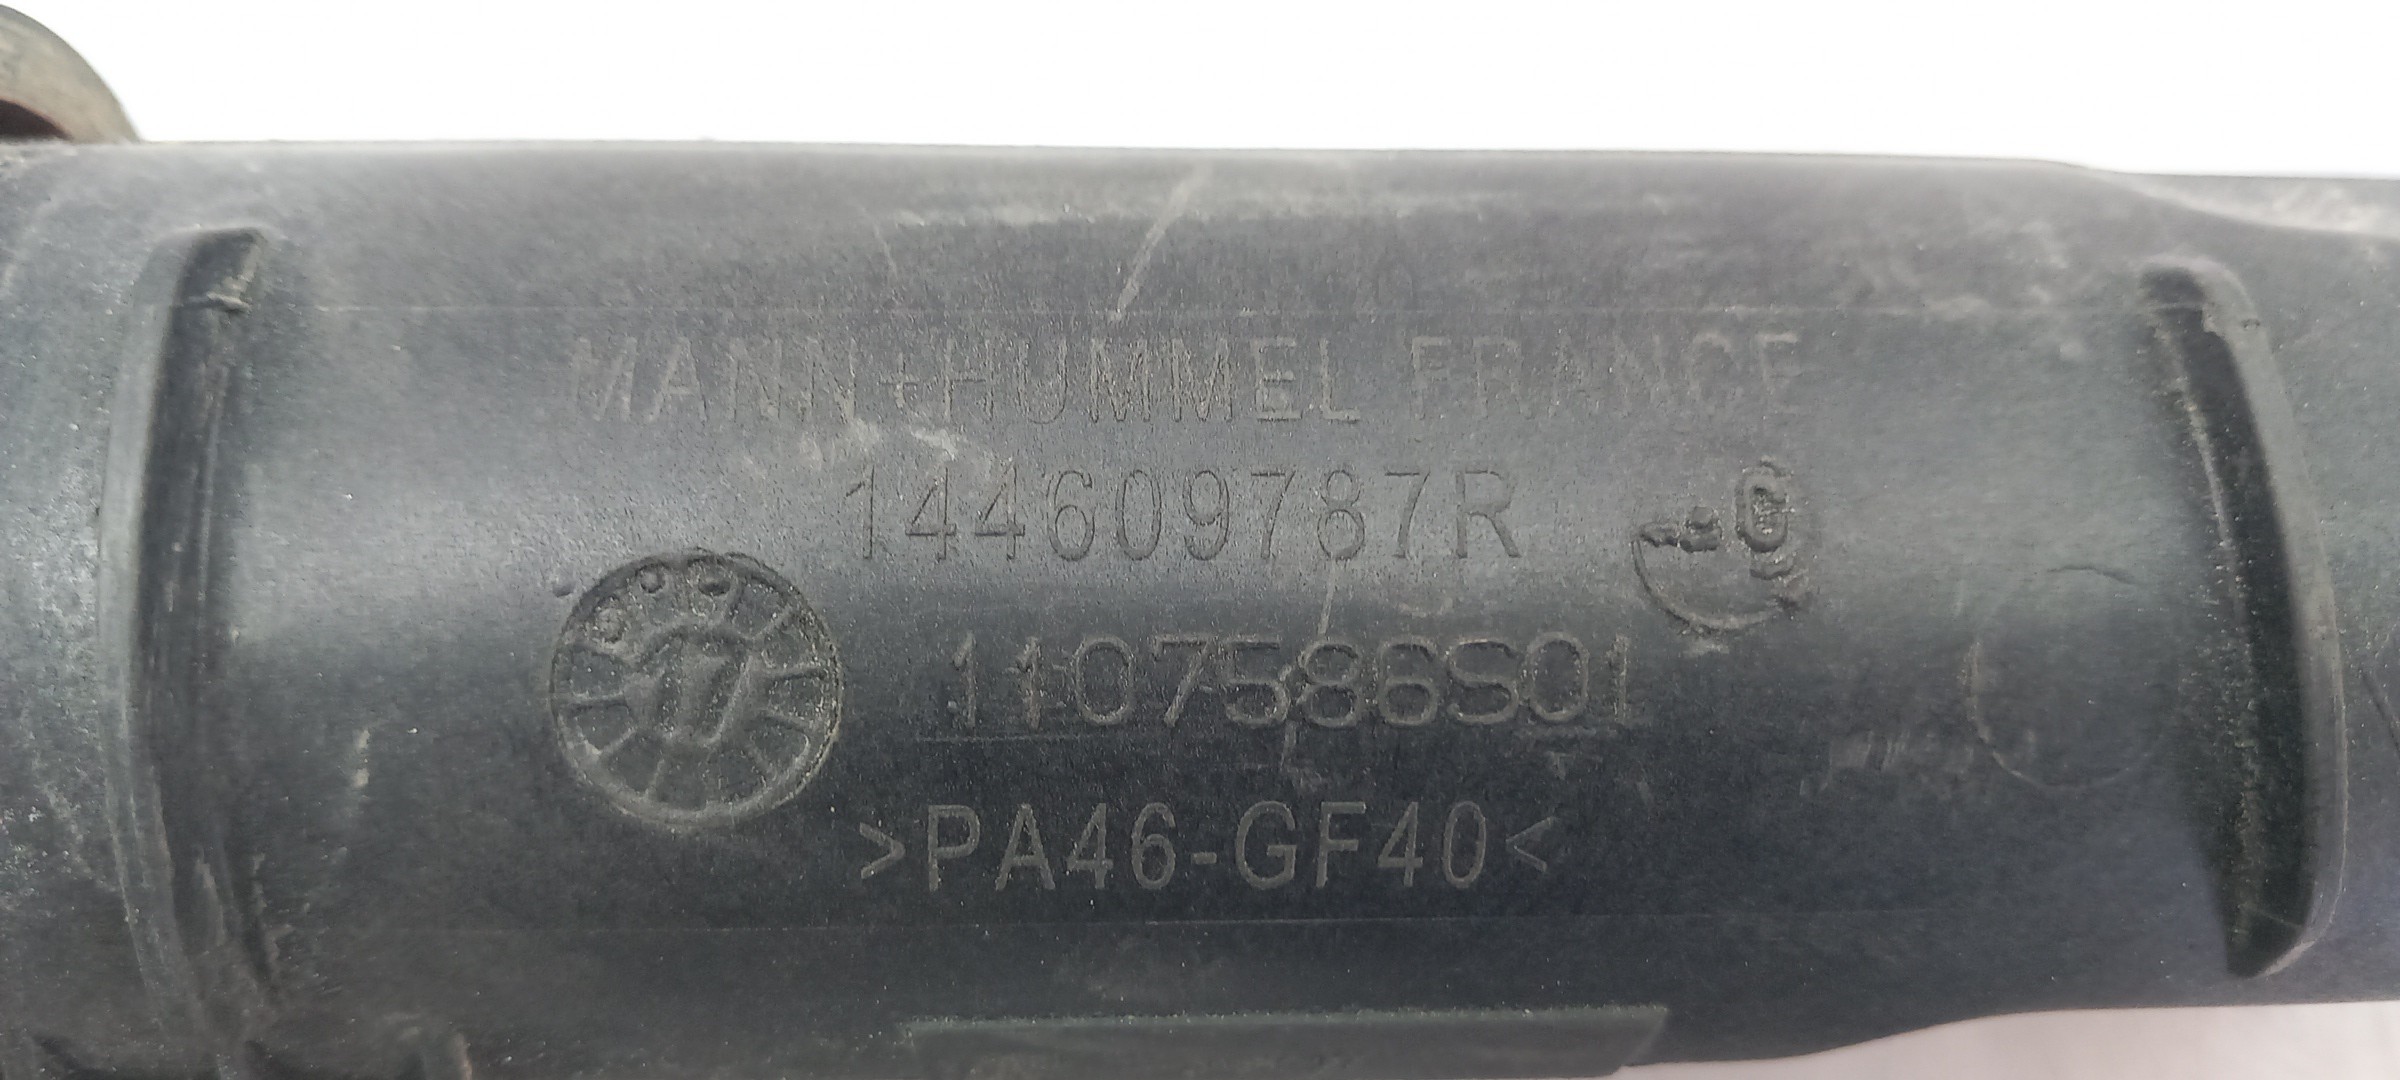 MANN+HUMMEL FRANCE
144609787R
1107586S01
>PA46-GF40<